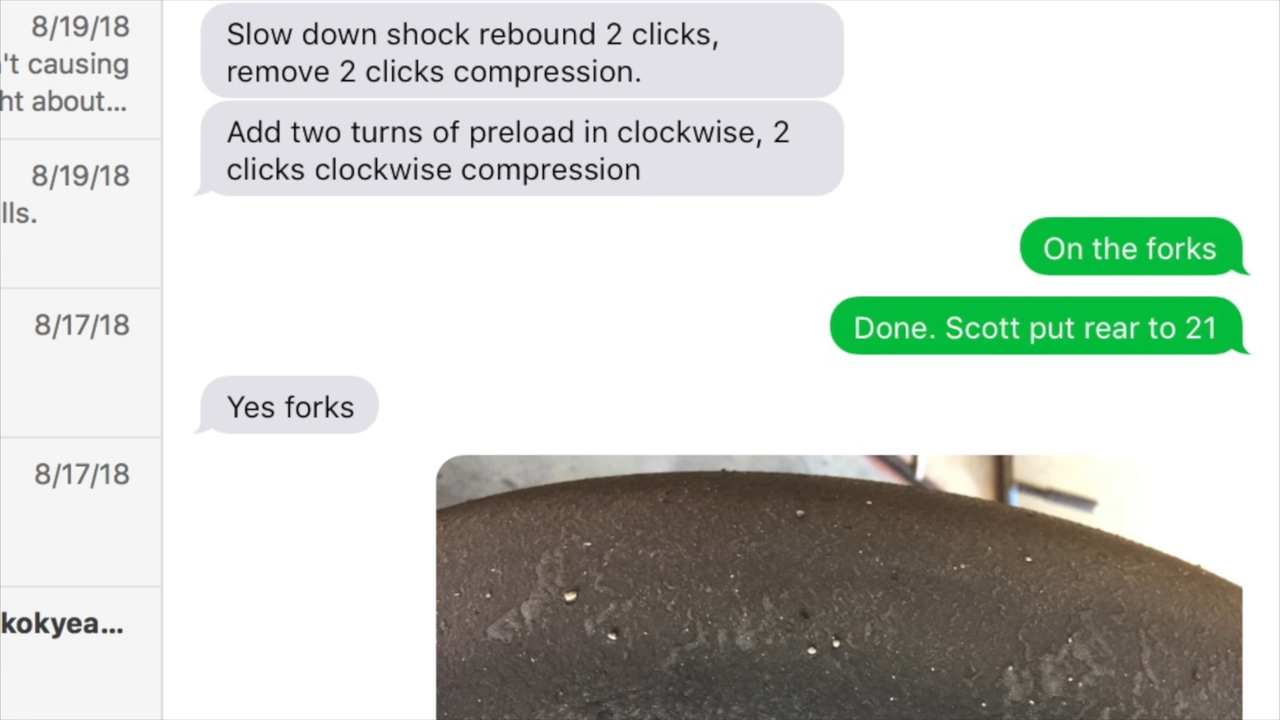 8/19/18
't causing
ht about...
8/19/18
lls.
8/17/18
8/17/18
kokyea...
Slow down shock rebound 2 clicks,
remove 2 clicks compression.
Add two turns of preload in clockwise, 2
clicks clockwise compression
On the forks
Done. Scott put rear to 21
Yes forks